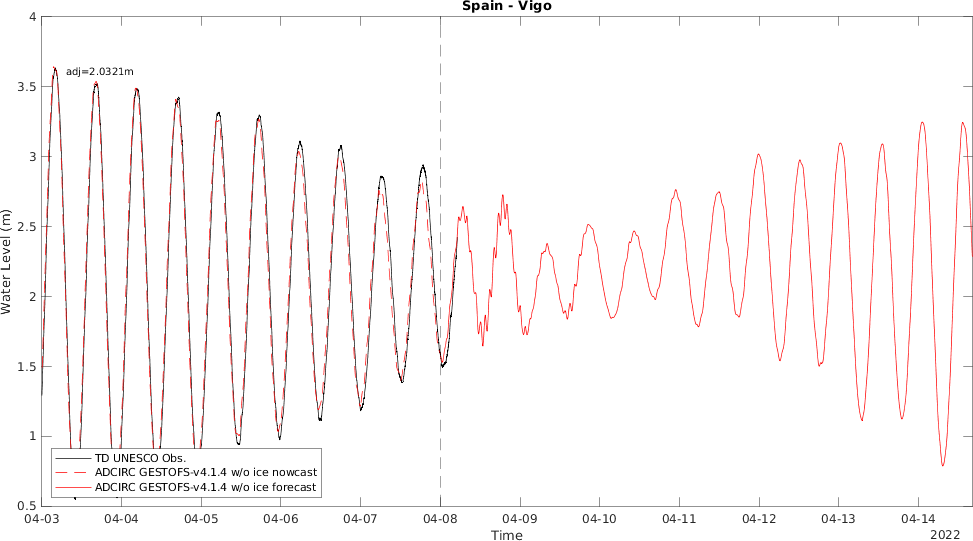 Spain - Vigo
adj=2.0321m
4
3.5
3
2.5
2
1.5
1
0.5
Water Level (m)
TD UNESCO Obs.
ADCIRC GESTOFS-v4.1.4 w/o ice nowcast
ADCIRC GESTOFS-v4.1.4 w/o ice forecast
04-03 04-04 04-05 04-06 04-07 04-08 04-09 04-10 04-11 04-12 04-13 04-14
Time
2022